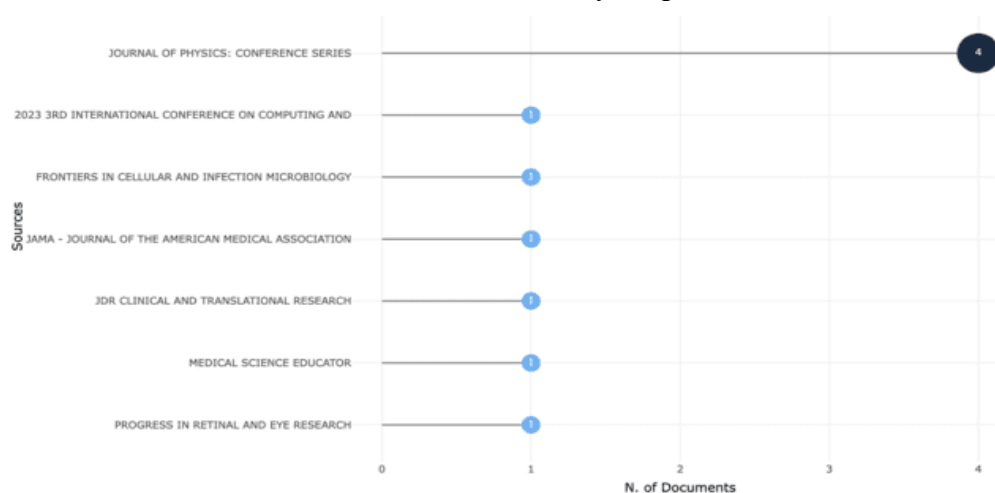 JOURNAL OF PHYSICS: CONFERENCE SERIES
4
2023 3RD INTERNATIONAL CONFERENCE ON COMPUTING AND
1
FRONTIERS IN CELLULAR AND INFECTION MICROBIOLOGY
1
Sources
JAMA - JOURNAL OF THE AMERICAN MEDICAL ASSOCIATION
1
JDR CLINICAL AND TRANSLATIONAL RESEARCH
1
MEDICAL SCIENCE EDUCATOR
1
PROGRESS IN RETINAL AND EYE RESEARCH
1
0 1 2 3 4
N. of Documents